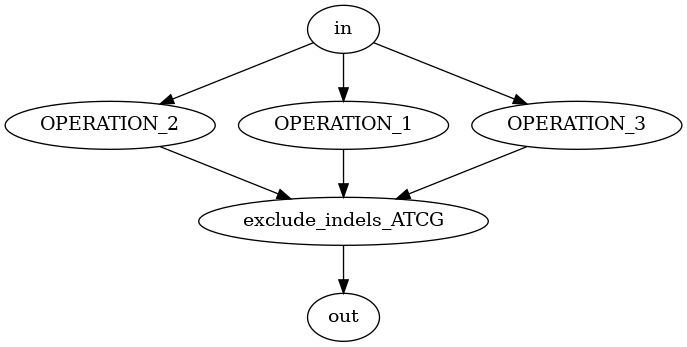 in
OPERATION_2
OPERATION_1
OPERATION_3
exclude_indels_ATCG
out